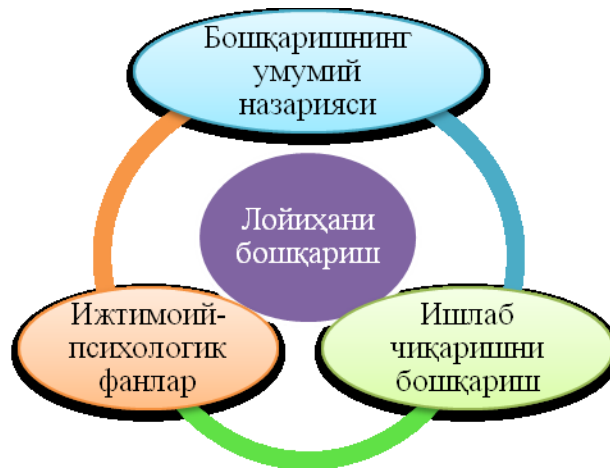 Бошқаришнинг
умумий
назарияси
Лойиҳани
бошқариш
Ижтимоий-
психологик
фанлар
Ишлаб
чиқаришни
бошқариш